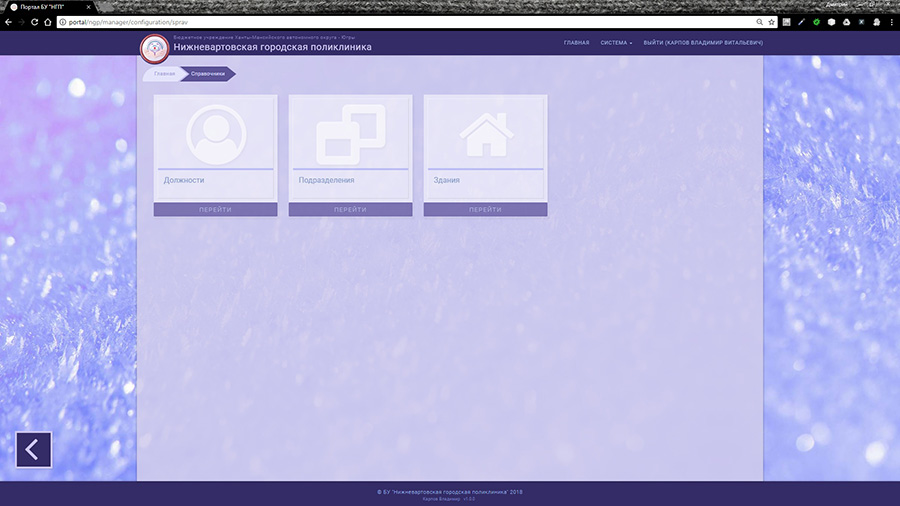 Портал БУ "НГП"
Дмитрий
portal/ngp/manager/configuration/sprav
Бюджетное учреждение Ханты-Мансийского автономного округа - Югры
Нижневартовская городская поликлиника
ГЛАВНАЯ
СИСТЕМА
ВЫЙТИ (КАРПОВ ВЛАДИМИР ВИТАЛЬЕВИЧ)
Главная
Справочники
Должности
Подразделения
Здания
ПЕРЕЙТИ
ПЕРЕЙТИ
ПЕРЕЙТИ
© БУ "Нижневартовская городская поликлиника" 2018
Карпов Владимир v1.2.0